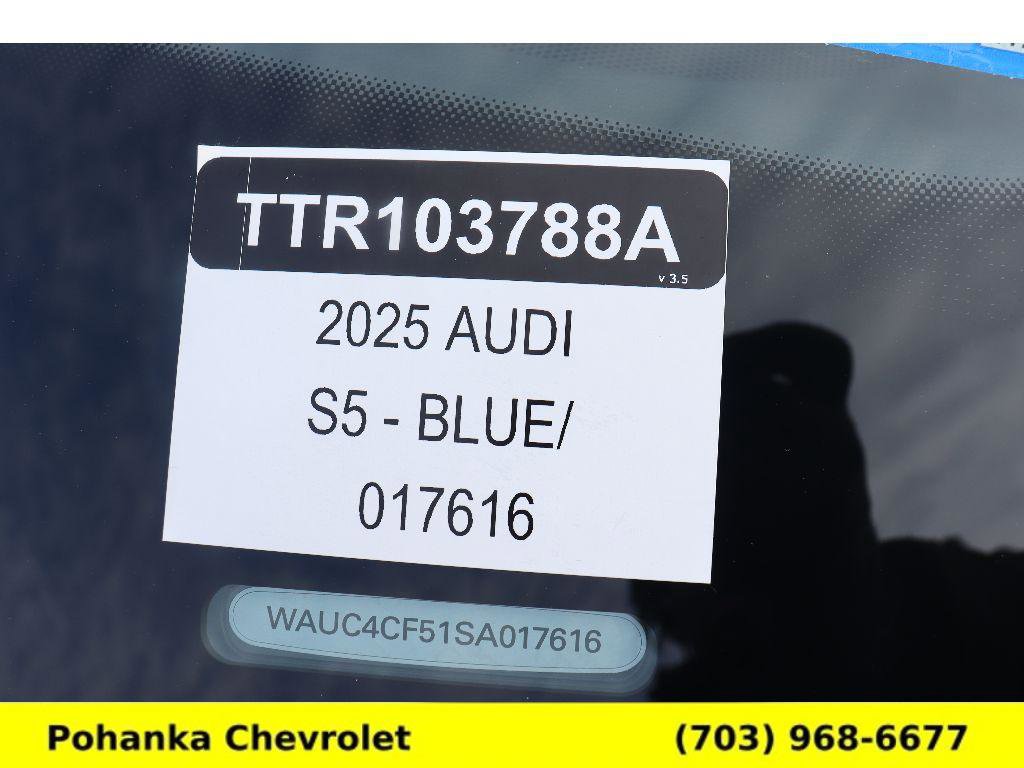 TTR103788A
v 3.5
2025 AUDI
S5 - BLUE/
017616
WAUC4CF51SA017616
Pohanka Chevrolet (703) 968-6677